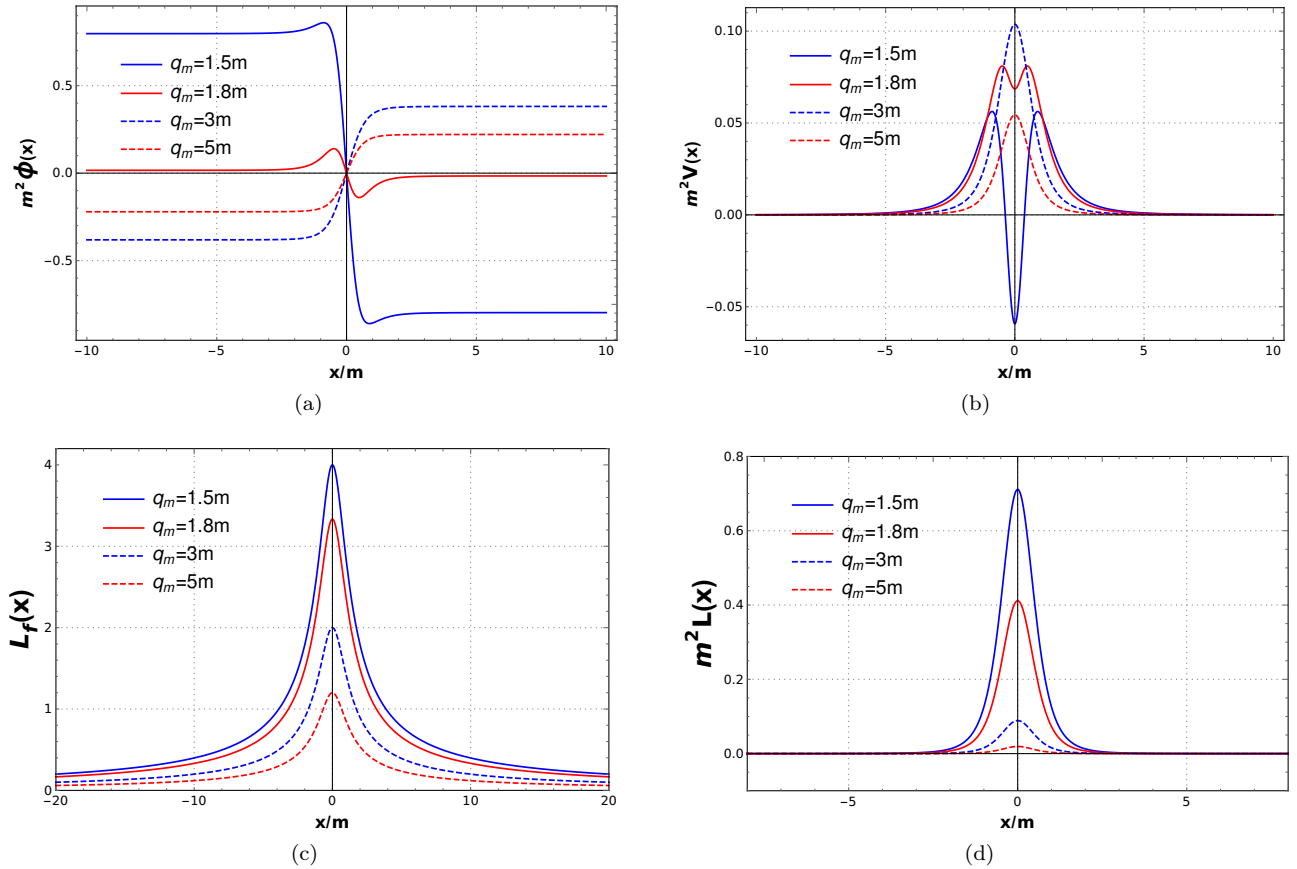 m² ϕ(x)
0.5
0.0
−0.5
q_m=1.5m
q_m=1.8m
q_m=3m
q_m=5m
−10 −5 0 5 10
x/m
(a)
m² V(x)
0.10
0.05
0.00
−0.05
q_m=1.5m
q_m=1.8m
q_m=3m
q_m=5m
−10 −5 0 5 10
x/m
(b)
L_f(x)
4
3
2
1
0
q_m=1.5m
q_m=1.8m
q_m=3m
q_m=5m
−20 −10 0 10 20
x/m
(c)
m² L(x)
0.8
0.6
0.4
0.2
0.0
q_m=1.5m
q_m=1.8m
q_m=3m
q_m=5m
−5 0 5
x/m
(d)